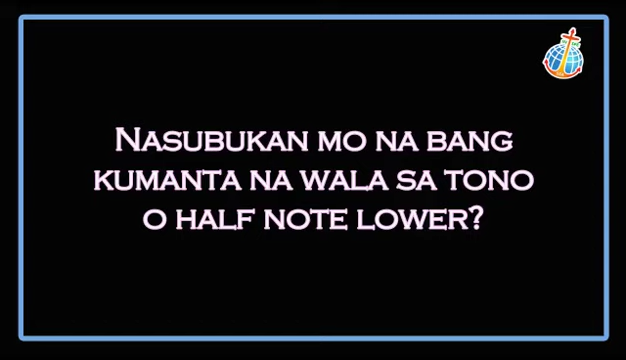 NASUBUKAN MO NA BANG
KUMANTA NA WALA SA TONO
O HALF NOTE LOWER?